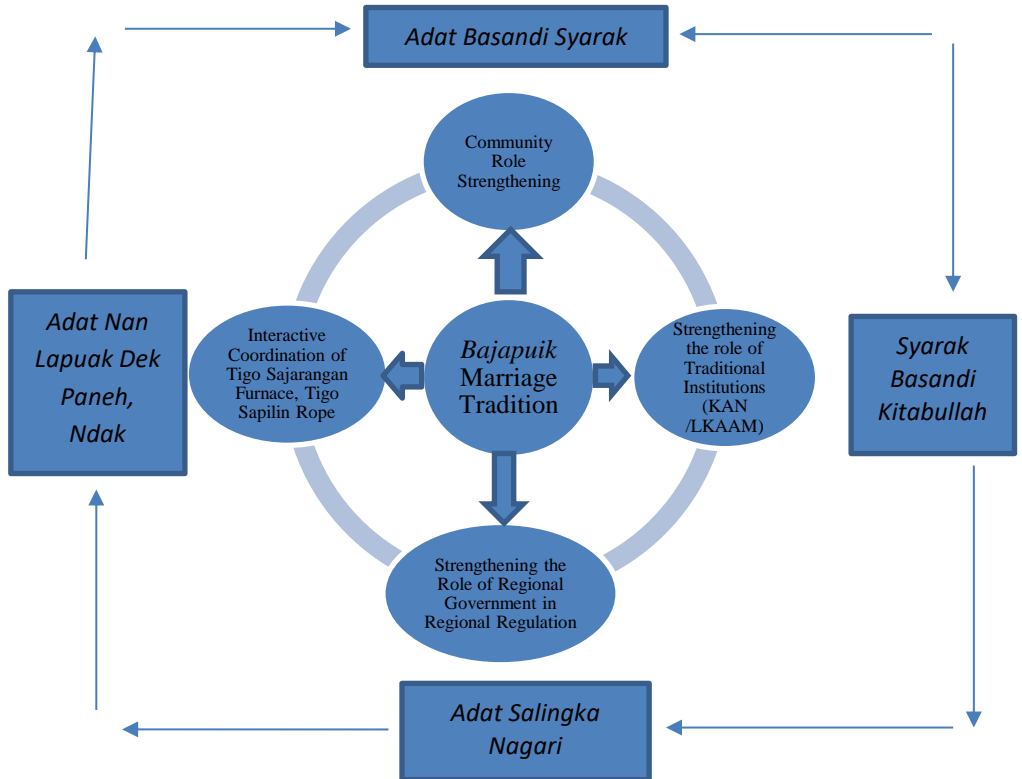 Adat Basandi Syarak
Community
Role
Strengthening
Adat Nan
Lapuak Dek
Paneh,
Ndak
Interactive
Coordination of
Tigo Sajarangan
Furnace, Tigo
Sapilin Rope
Bajapuik
Marriage
Tradition
Strengthening
the role of
Traditional
Institutions
(KAN
/LKAAM)
Syarak
Basandi
Kitabullah
Strengthening the
Role of Regional
Government in
Regional Regulation
Adat Salingka
Nagari